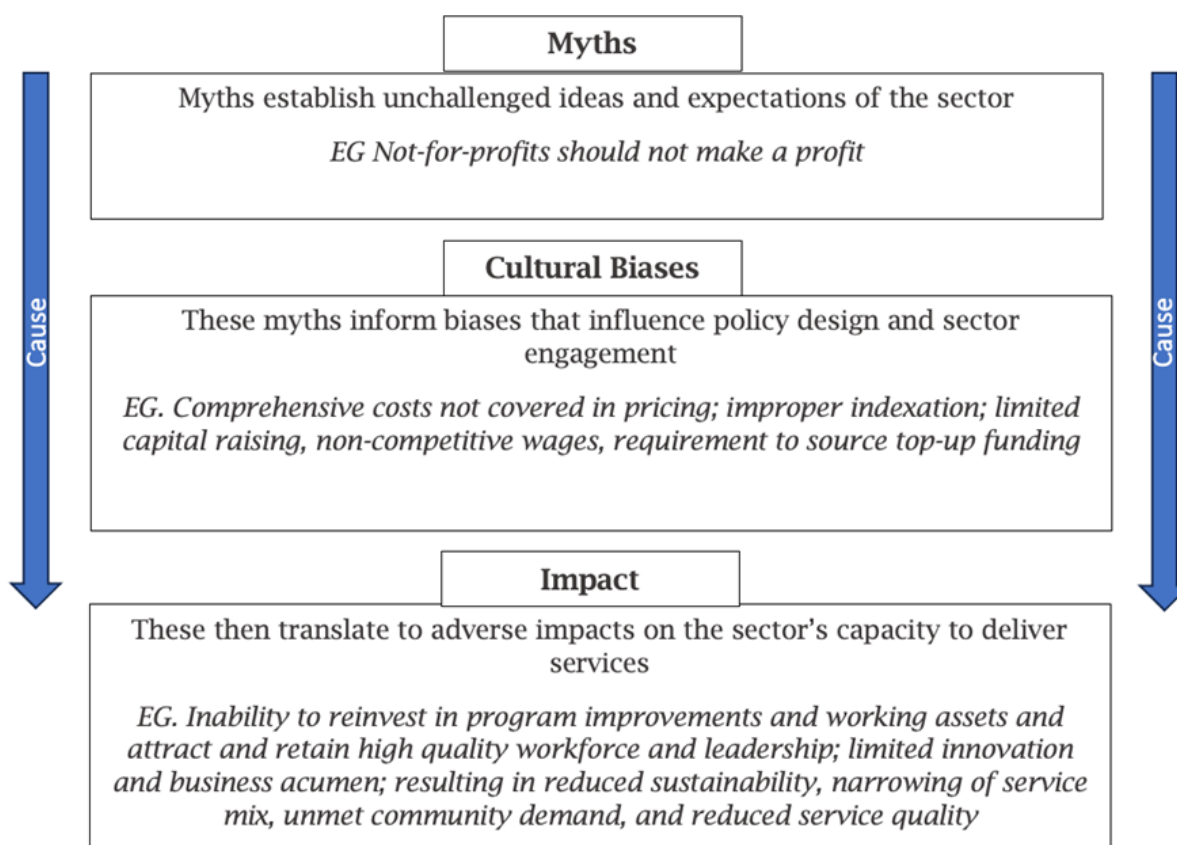 Myths
Myths establish unchallenged ideas and expectations of the sector
EG Not-for-profits should not make a profit
Cultural Biases
These myths inform biases that influence policy design and sector
engagement
EG. Comprehensive costs not covered in pricing; improper indexation; limited
capital raising, non-competitive wages, requirement to source top-up funding
Cause
Cause
Impact
These then translate to adverse impacts on the sector’s capacity to deliver
services
EG. Inability to reinvest in program improvements and working assets and
attract and retain high quality workforce and leadership; limited innovation
and business acumen; resulting in reduced sustainability, narrowing of service
mix, unmet community demand, and reduced service quality